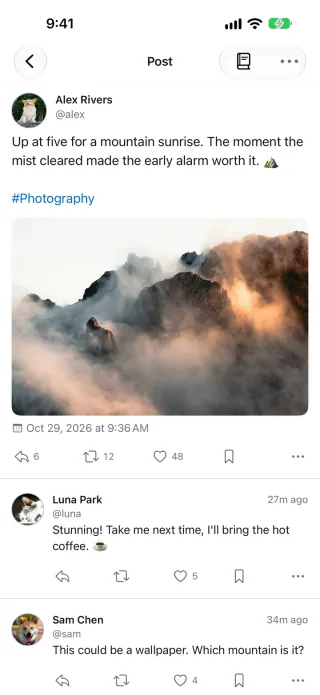 9:41
Post
Alex Rivers
@alex
Up at five for a mountain sunrise. The moment the
mist cleared made the early alarm worth it. ⛰️
#Photography
Oct 29, 2026 at 9:36 AM
6 12 48
Luna Park 27m ago
@luna
Stunning! Take me next time, I'll bring the hot
coffee. ☕
5
Sam Chen 34m ago
@sam
This could be a wallpaper. Which mountain is it?
4